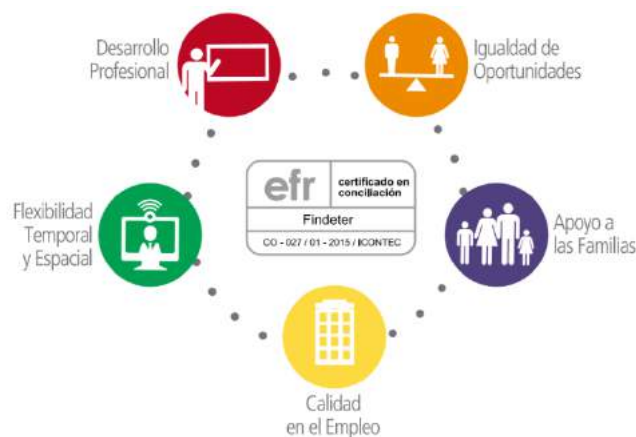 Desarrollo
Profesional
Igualdad de
Oportunidades
efr
certificado en
conciliación
Findeter
CO - 027 / 01 - 2015 / ICONTEC
Flexibilidad
Temporal
y Espacial
Apoyo a
las Familias
Calidad
en el Empleo